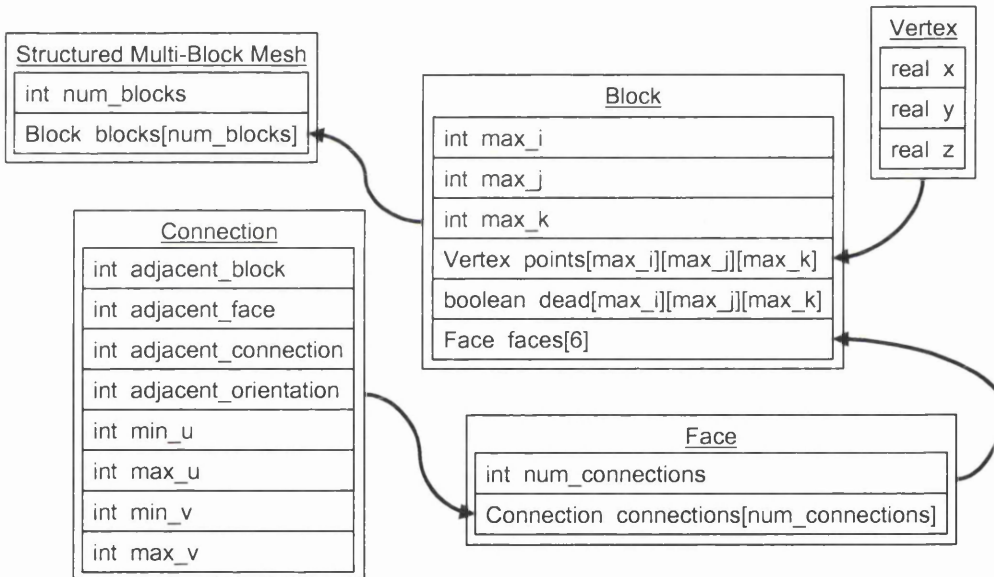 Structured Multi-Block Mesh
int num_blocks
Block blocks[num_blocks]
Block
int max_i
int max_j
int max_k
Vertex points[max_i][max_j][max_k]
boolean dead[max_i][max_j][max_k]
Face faces[6]
Vertex
real x
real y
real z
Connection
int adjacent_block
int adjacent_face
int adjacent_connection
int adjacent_orientation
int min_u
int max_u
int min_v
int max_v
Face
int num_connections
Connection connections[num_connections]